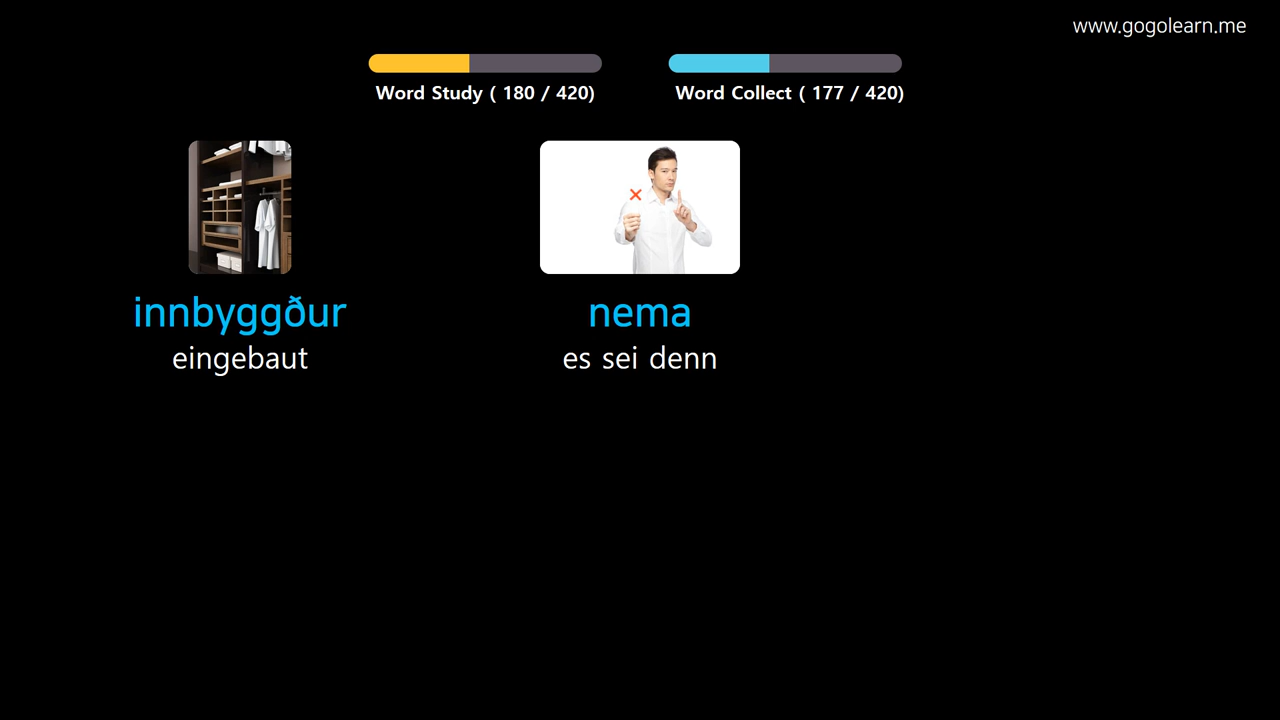 www.gogolearn.me
Word Study ( 180 / 420)
Word Collect ( 177 / 420)
innbyggður
eingebaut
nema
es sei denn